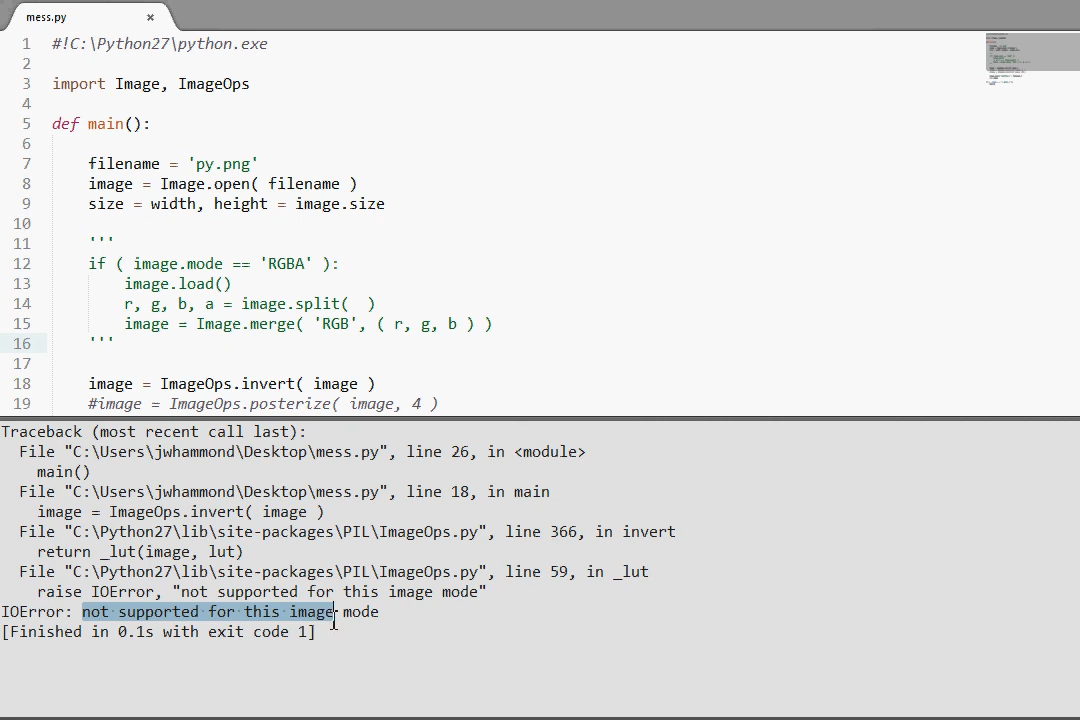 mess.py ×
1 #!C:\Python27\python.exe
2
3 import Image, ImageOps
4
5 def main():
6
7     filename = 'py.png'
8     image = Image.open( filename )
9     size = width, height = image.size
10
11     '''
12     if ( image.mode == 'RGBA' ):
13         image.load()
14         r, g, b, a = image.split(  )
15         image = Image.merge( 'RGB', ( r, g, b ) )
16     '''
17
18     image = ImageOps.invert( image )
19     #image = ImageOps.posterize( image, 4 )
Traceback (most recent call last):
  File "C:\Users\jwhammond\Desktop\mess.py", line 26, in <module>
    main()
  File "C:\Users\jwhammond\Desktop\mess.py", line 18, in main
    image = ImageOps.invert( image )
  File "C:\Python27\lib\site-packages\PIL\ImageOps.py", line 366, in invert
    return _lut(image, lut)
  File "C:\Python27\lib\site-packages\PIL\ImageOps.py", line 59, in _lut
    raise IOError, "not supported for this image mode"
IOError: not supported for this image mode
[Finished in 0.1s with exit code 1]